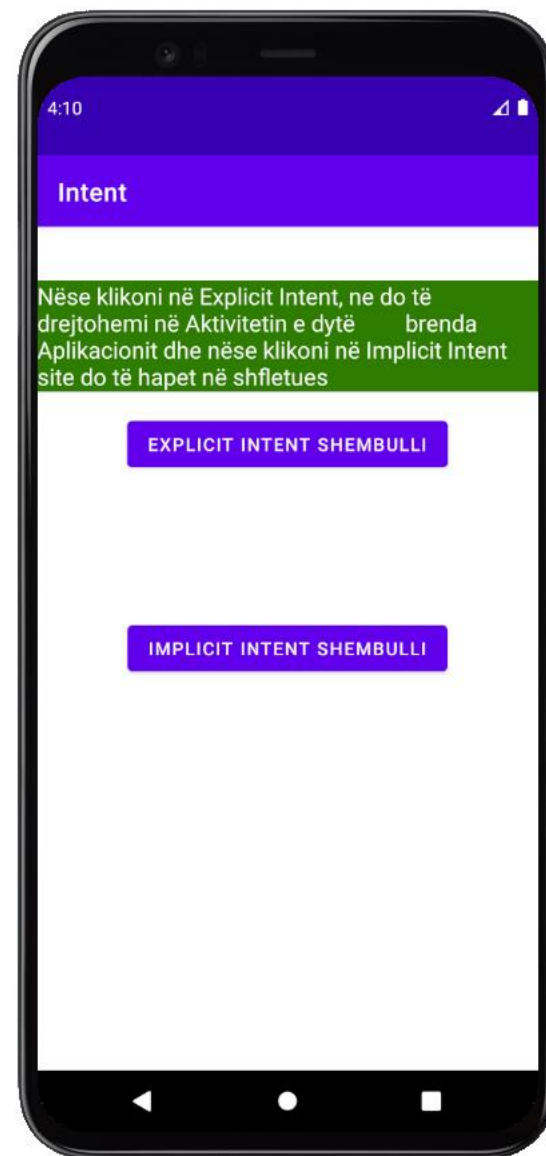 4:10
Intent
Nëse klikoni në Explicit Intent, ne do të
drejtohemi në Aktivitetin e dytë brenda
Aplikacionit dhe nëse klikoni në Implicit Intent
site do të hapet në shfletues
EXPLICIT INTENT SHEMBULLI
IMPLICIT INTENT SHEMBULLI